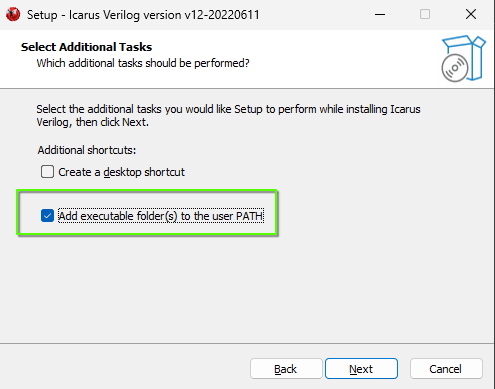 Setup - Icarus Verilog version v12-20220611
Select Additional Tasks
Which additional tasks should be performed?
Select the additional tasks you would like Setup to perform while installing Icarus
Verilog, then click Next.
Additional shortcuts:
Create a desktop shortcut
Add executable folder(s) to the user PATH
Back Next Cancel